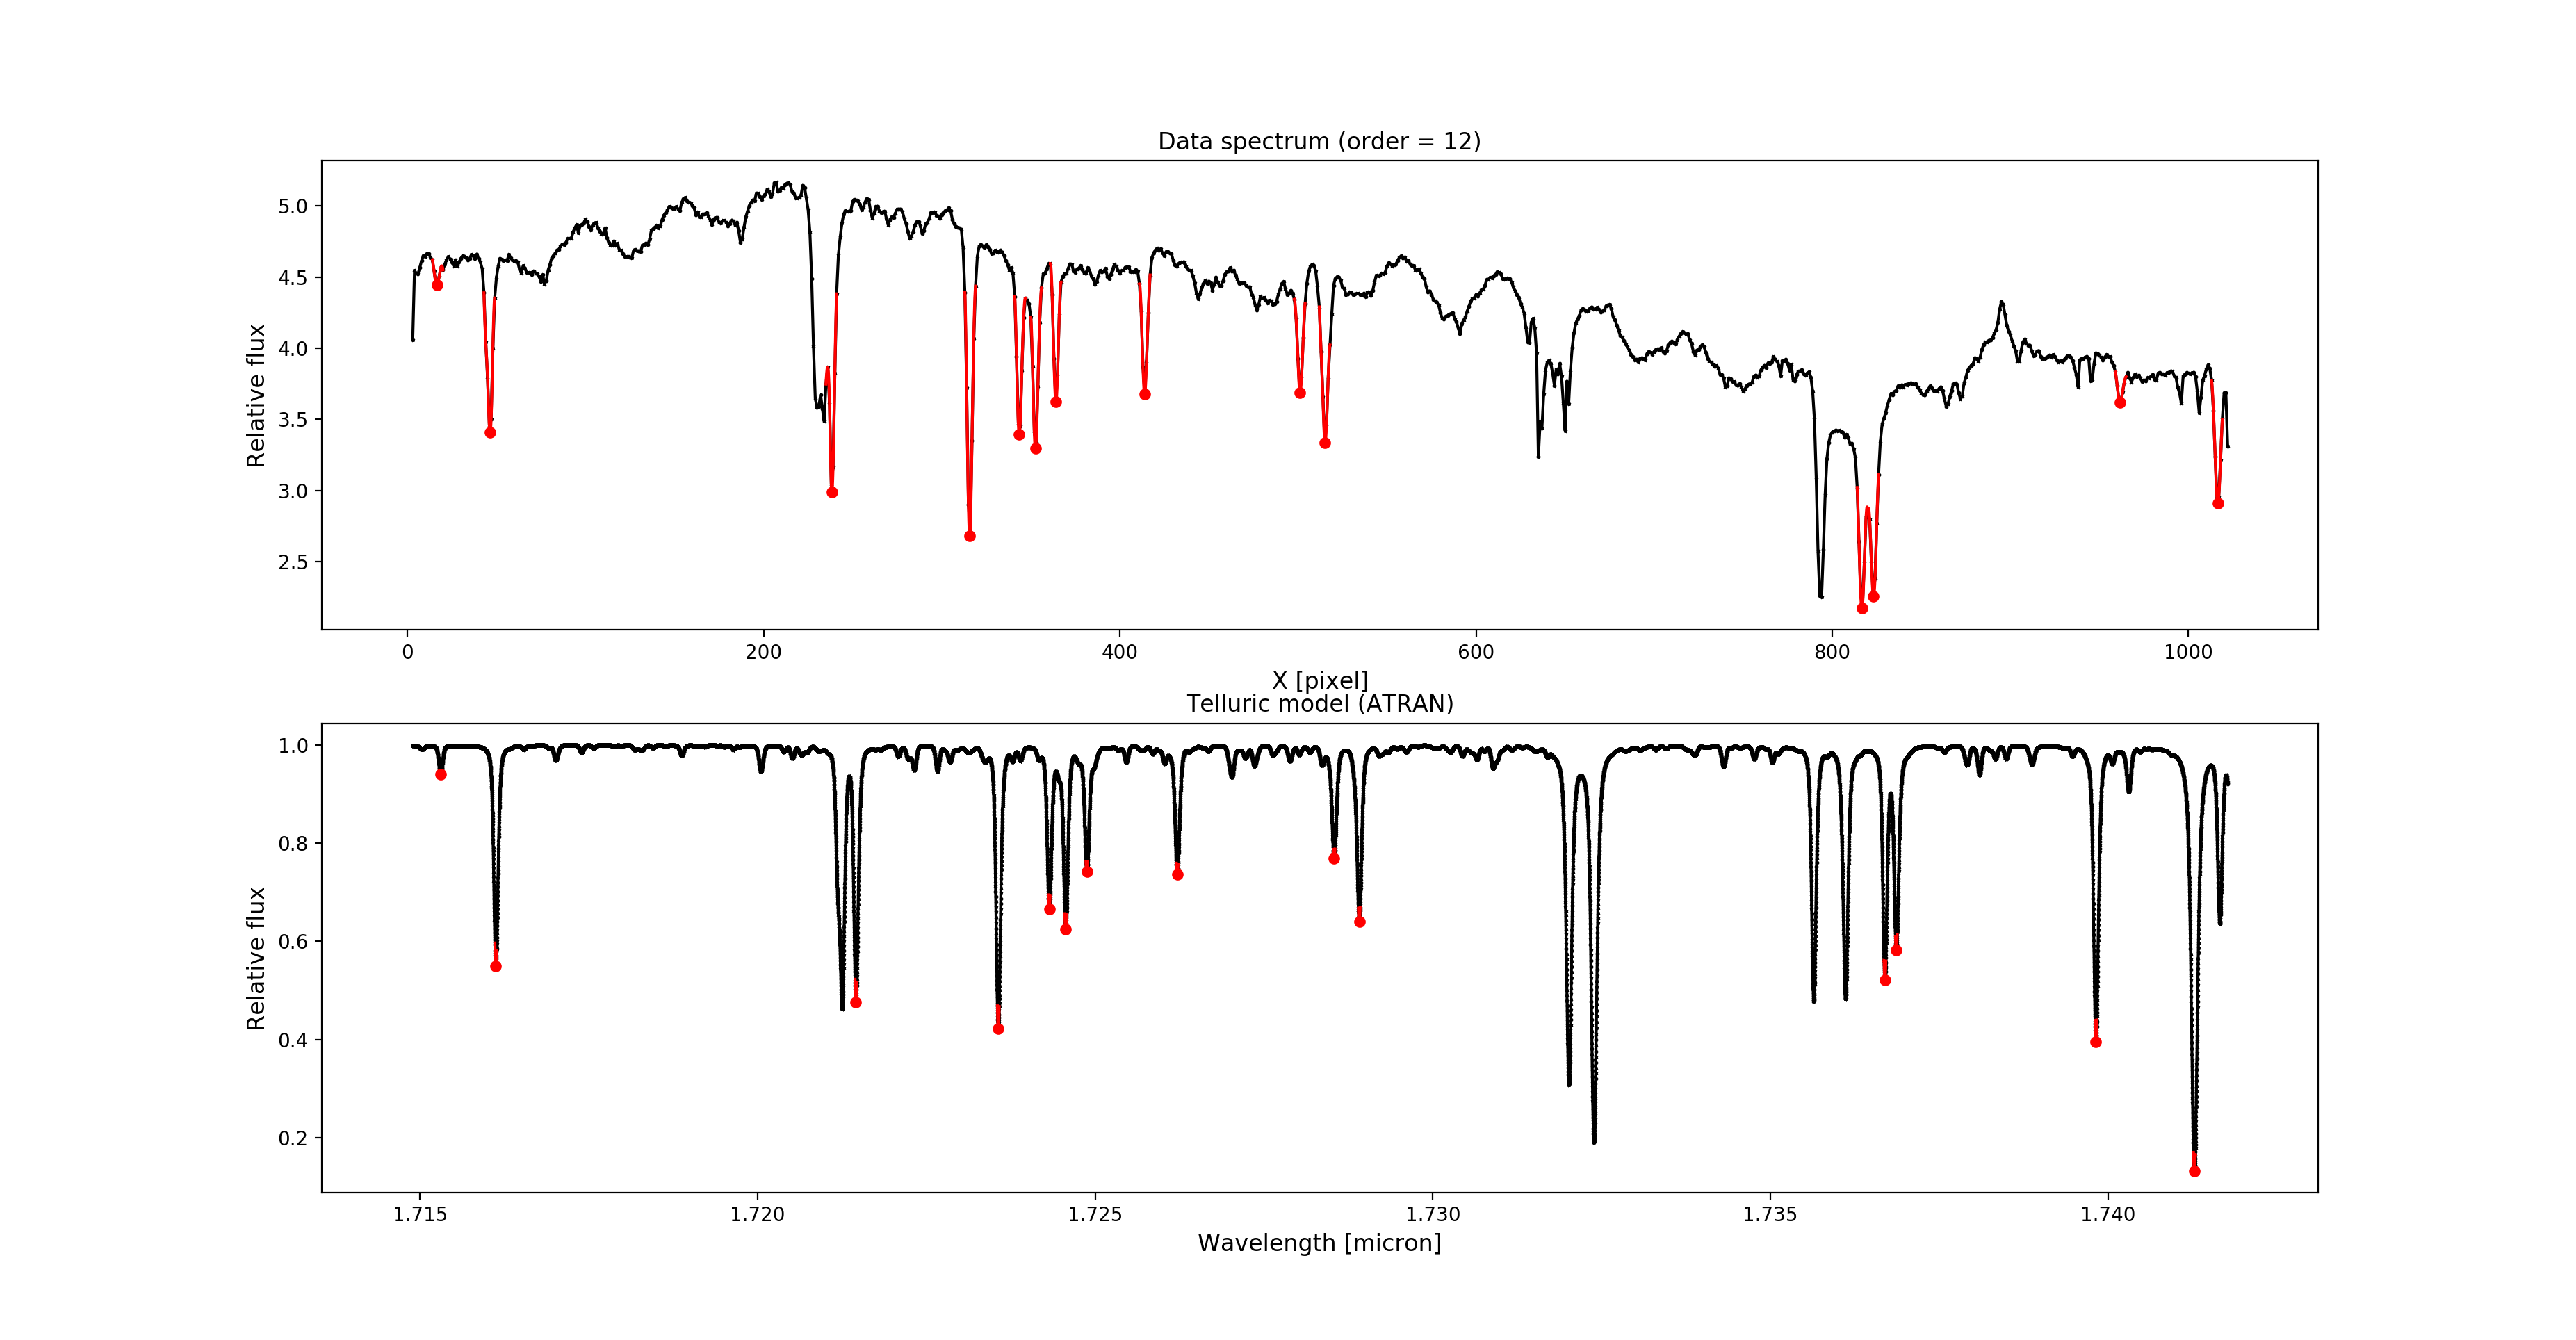 Data spectrum (order = 12)
Relative flux
5.0
4.5
4.0
3.5
3.0
2.5
0 200 400 600 800 1000
X [pixel]
Telluric model (ATRAN)
Relative flux
1.0
0.8
0.6
0.4
0.2
1.715 1.720 1.725 1.730 1.735 1.740
Wavelength [micron]